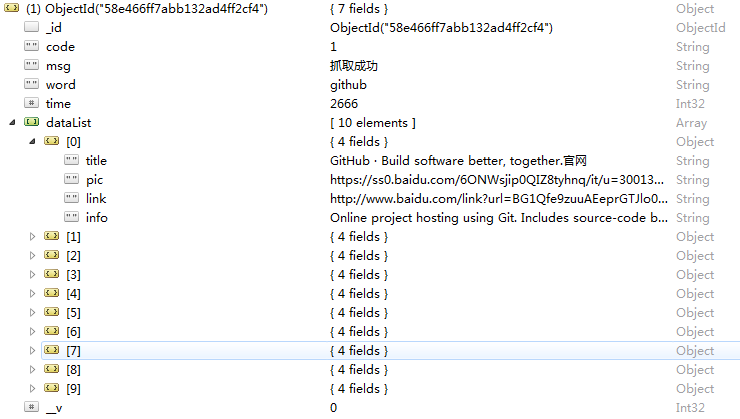 (1) ObjectId("58e466ff7abb132ad4ff2cf4") { 7 fields } Object
_id ObjectId("58e466ff7abb132ad4ff2cf4") ObjectId
"" code 1 String
"" msg 抓取成功 String
"" word github String
# time 2666 Int32
dataList [ 10 elements ] Array
[0] { 4 fields } Object
"" title GitHub · Build software better, together.官网 String
"" pic https://ss0.baidu.com/6ONWsjip0QIZ8tyhnq/it/u=30013... String
"" link http://www.baidu.com/link?url=BG1Qfe9zuuAEeprGTJlo0... String
"" info Online project hosting using Git. Includes source-code b... String
[1] { 4 fields } Object
[2] { 4 fields } Object
[3] { 4 fields } Object
[4] { 4 fields } Object
[5] { 4 fields } Object
[6] { 4 fields } Object
[7] { 4 fields } Object
[8] { 4 fields } Object
[9] { 4 fields } Object
# __v 0 Int32